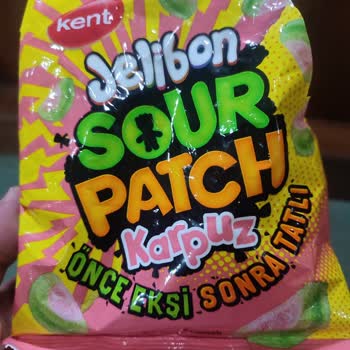 Kent
Jelibon
SOUR
PATCH
Karpuz
ÖNCE EKŞİ SONRA TATLI